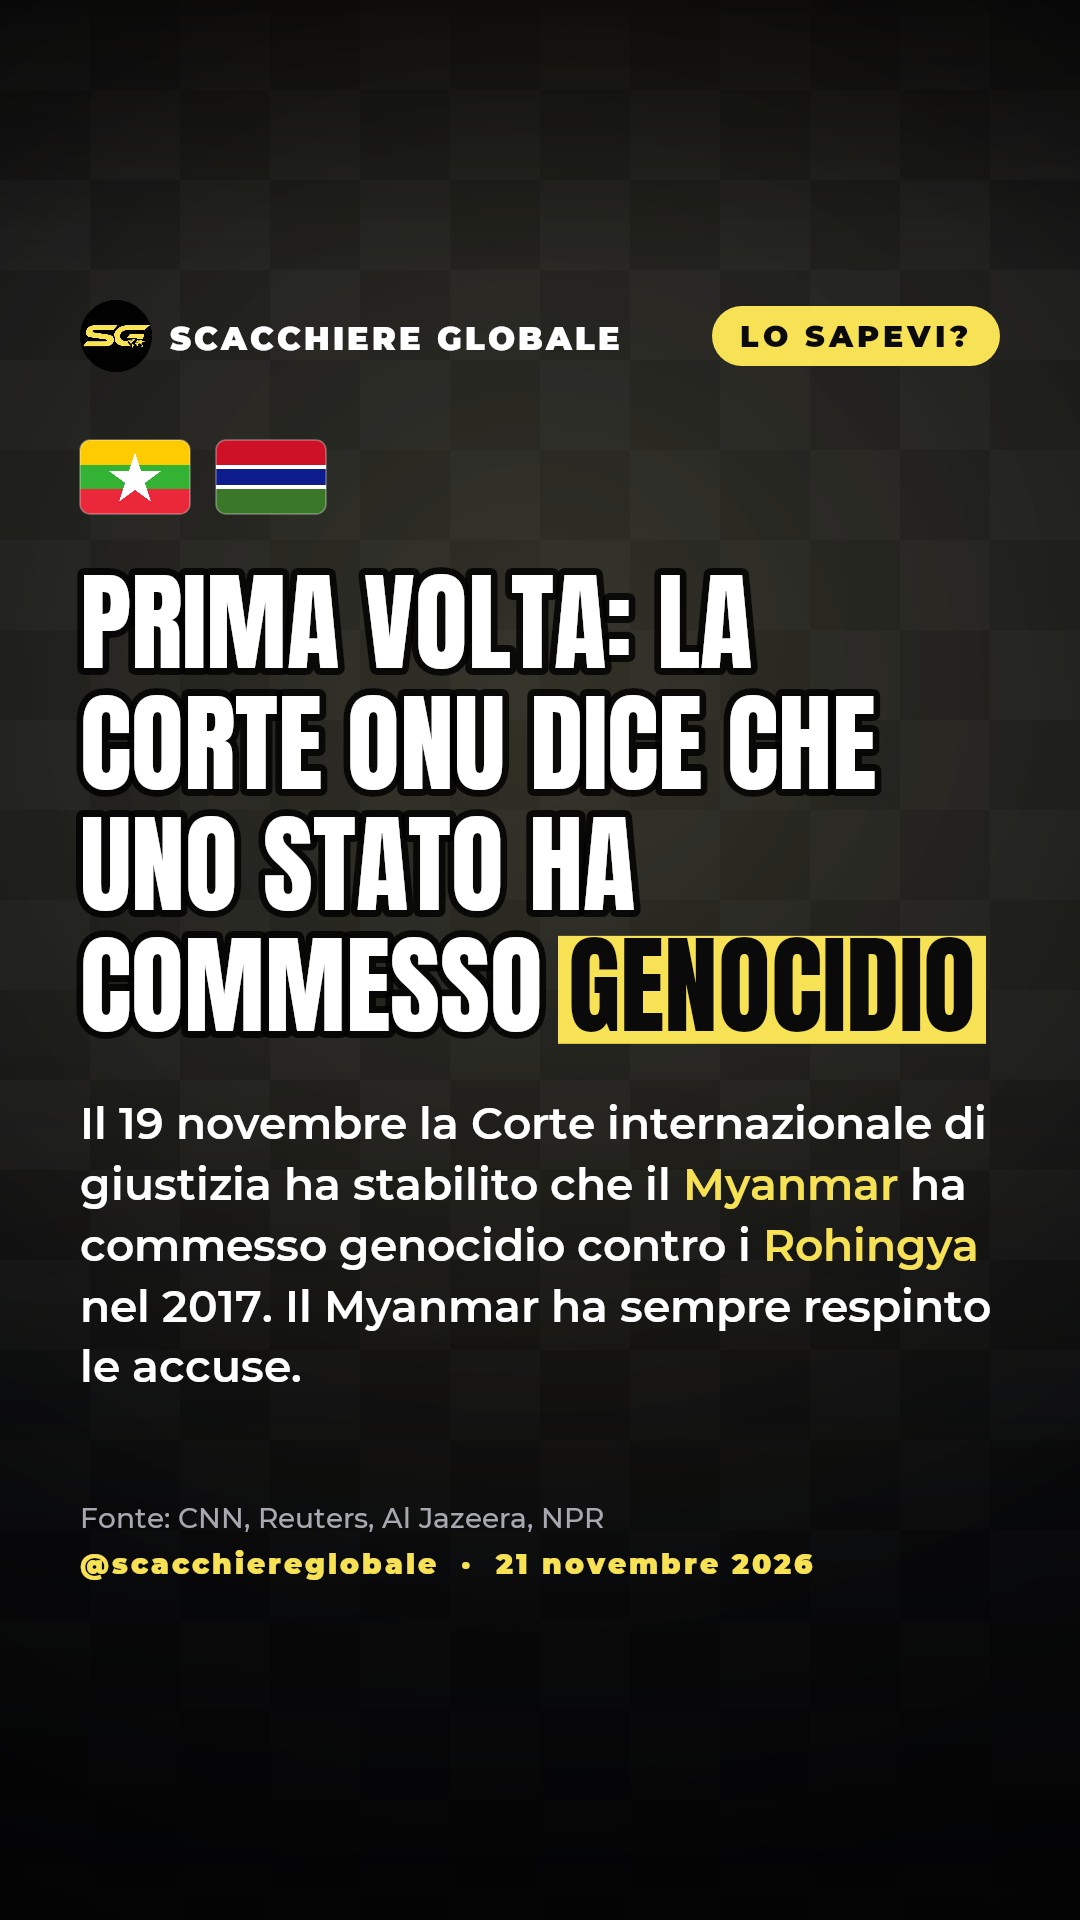 SG SCACCHIERE GLOBALE
LO SAPEVI?
PRIMA VOLTA: LA
CORTE ONU DICE CHE
UNO STATO HA
COMMESSO GENOCIDIO
Il 19 novembre la Corte internazionale di
giustizia ha stabilito che il Myanmar ha
commesso genocidio contro i Rohingya
nel 2017. Il Myanmar ha sempre respinto
le accuse.
Fonte: CNN, Reuters, Al Jazeera, NPR
@scacchiereglobale • 21 novembre 2026